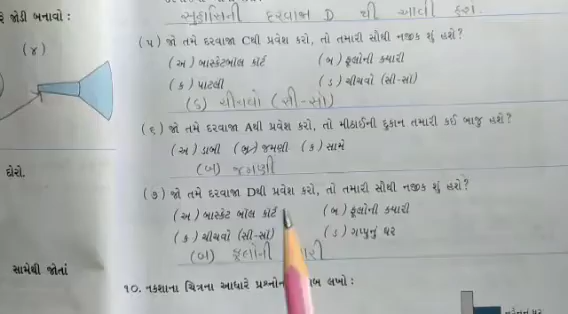 રે જોડી બનાવો :
સુહાસિની દરવાજા D થી આવી હશે.
(૪)
(૫) જો તમે દરવાજા Cથી પ્રવેશ કરો, તો તમારી સૌથી નજીક શું હશે?
(અ) બાસ્કેટબોલ કોર્ટ (બ) ફૂલોની ક્યારી
(ક) પાટલી (ડ) ચીચવો (સી-સો)
(ડ) ચીચવો (સી-સો)
(૬) જો તમે દરવાજા Aથી પ્રવેશ કરો, તો મીઠાઈની દુકાન તમારી કઈ બાજુ હશે?
(અ) ડાબી (બ) જમણી (ક) સામે
(બ) જમણી
દોરો.
(૭) જો તમે દરવાજા Dથી પ્રવેશ કરો, તો તમારી સૌથી નજીક શું હશે?
(અ) બાસ્કેટ બોલ કોર્ટ (બ) ફૂલોની ક્યારી
(ક) ચીચવો (સી-સો) (ડ) ગપ્પુનું ઘર
(બ) ફૂલોની
સામેથી જોતાં
૧૦. નકશાના ચિત્રના આધારે
લખો :